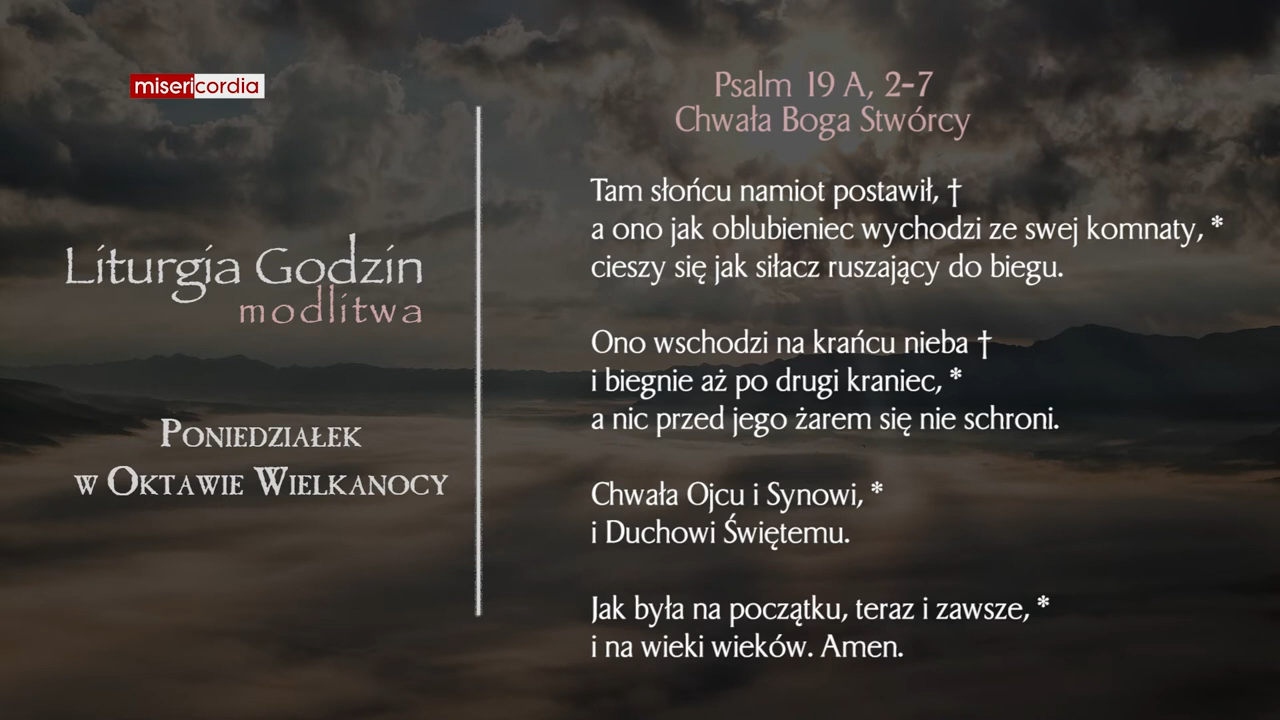 misericordia
Liturgia Godzin
modlitwa
Poniedziałek
w Oktawie Wielkanocy
Psalm 19 A, 2-7
Chwała Boga Stwórcy
Tam słońcu namiot postawił, †
a ono jak oblubieniec wychodzi ze swej komnaty, *
cieszy się jak siłacz ruszający do biegu.
Ono wschodzi na krańcu nieba †
i biegnie aż po drugi kraniec, *
a nic przed jego żarem się nie schroni.
Chwała Ojcu i Synowi, *
i Duchowi Świętemu.
Jak była na początku, teraz i zawsze, *
i na wieki wieków. Amen.